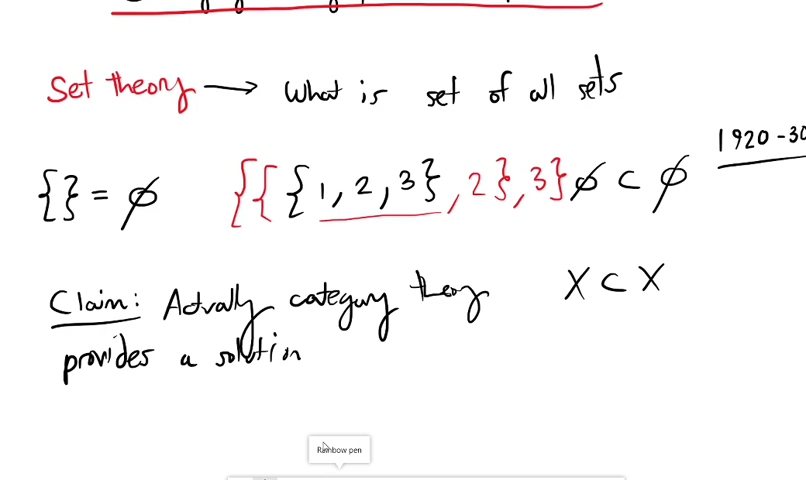 Set theory → What is set of all sets
1920-30
{} = ∅ {{{1, 2, 3}, 2}, 3} ∅ ⊂ ∅
Claim: Actually category theory X ⊂ X
provides a solution
Rainbow pen